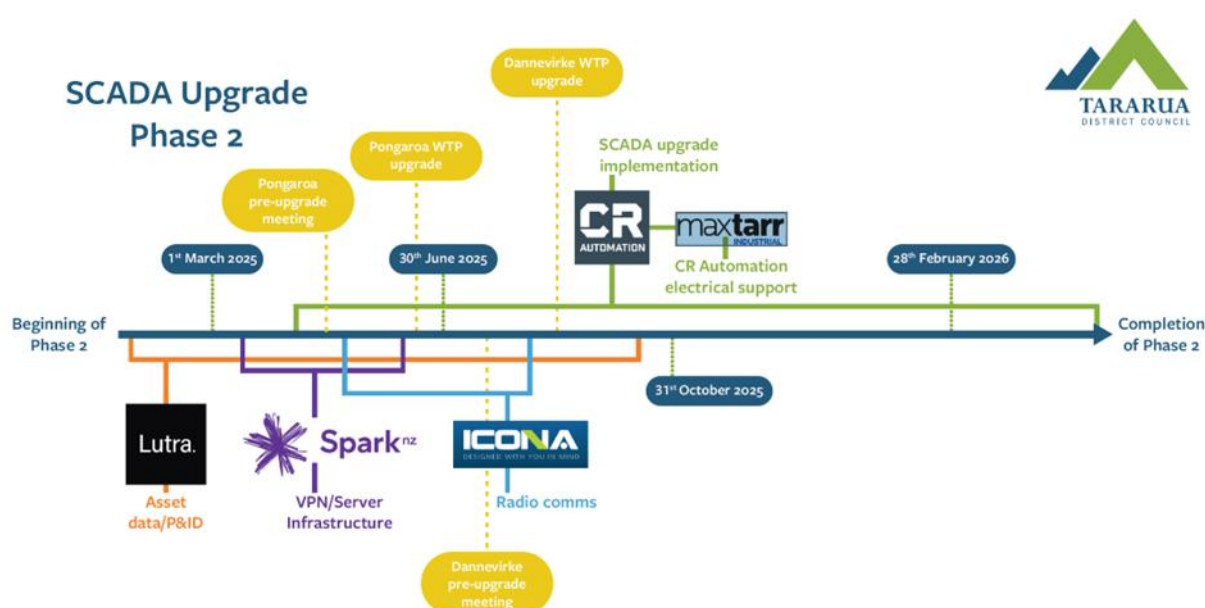 SCADA Upgrade
Phase 2
Dannevirke WTP
upgrade
TARARUA
DISTRICT COUNCIL
Pongaroa WTP
upgrade
SCADA upgrade
implementation
Pongaroa
pre-upgrade
meeting
CR
AUTOMATION
maxtarr
INDUSTRIAL
1st March 2025
30th June 2025
CR Automation
electrical support
28th February 2026
Beginning of
Phase 2
Completion
of Phase 2
31st October 2025
Lutra.
Spark nz
ICONA
DESIGNED WITH YOU IN MIND
Asset
data/P&ID
VPN/Server
Infrastructure
Radio comms
Dannevirke
pre-upgrade
meeting